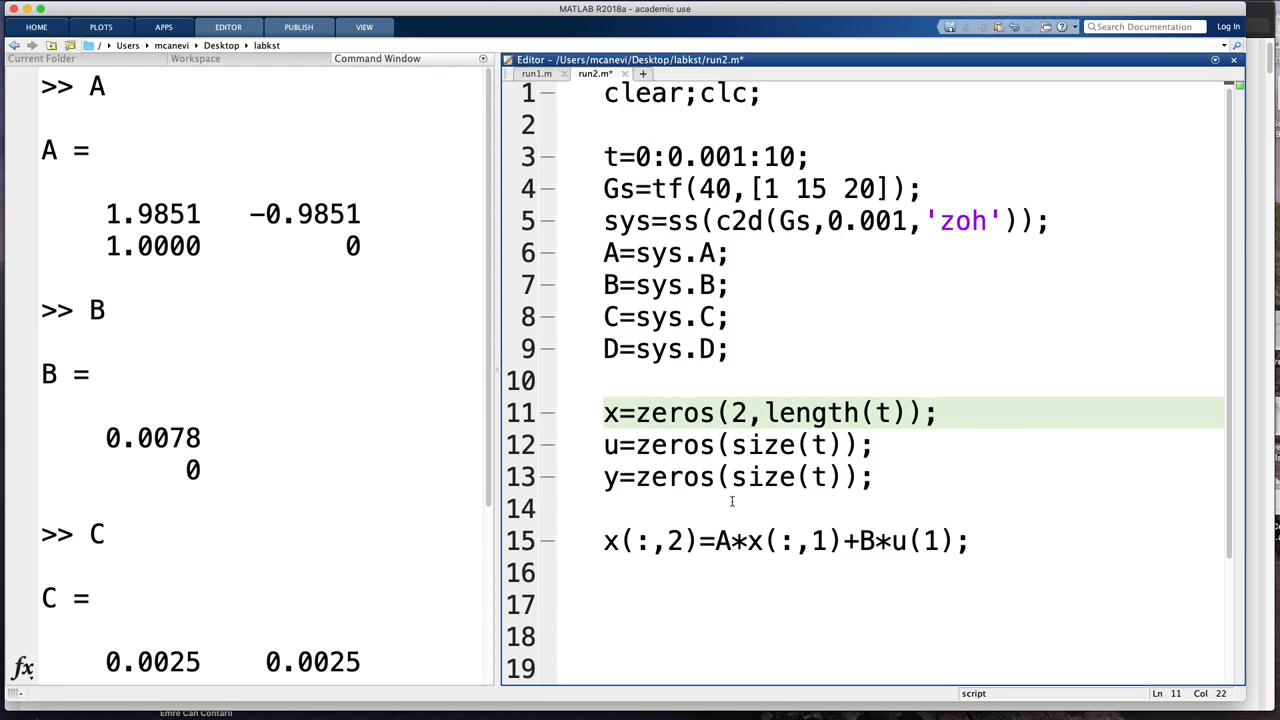 MATLAB R2018a - academic use
HOME PLOTS APPS EDITOR PUBLISH VIEW Search Documentation Log In
/ Users mcanevi Desktop labkst
Current Folder Workspace Command Window
>> A
A =
1.9851 −0.9851
1.0000 0
>> B
B =
0.0078
0
>> C
C =
0.0025 0.0025
fx
Editor - /Users/mcanevi/Desktop/labkst/run2.m*
run1.m run2.m* +
1 clear;clc;
2
3 t=0:0.001:10;
4 Gs=tf(40,[1 15 20]);
5 sys=ss(c2d(Gs,0.001,'zoh'));
6 A=sys.A;
7 B=sys.B;
8 C=sys.C;
9 D=sys.D;
10
11 x=zeros(2,length(t));
12 u=zeros(size(t));
13 y=zeros(size(t));
14
15 x(:,2)=A*x(:,1)+B*u(1);
16
17
18
19
script Ln 11 Col 22
Emre Can Contarli